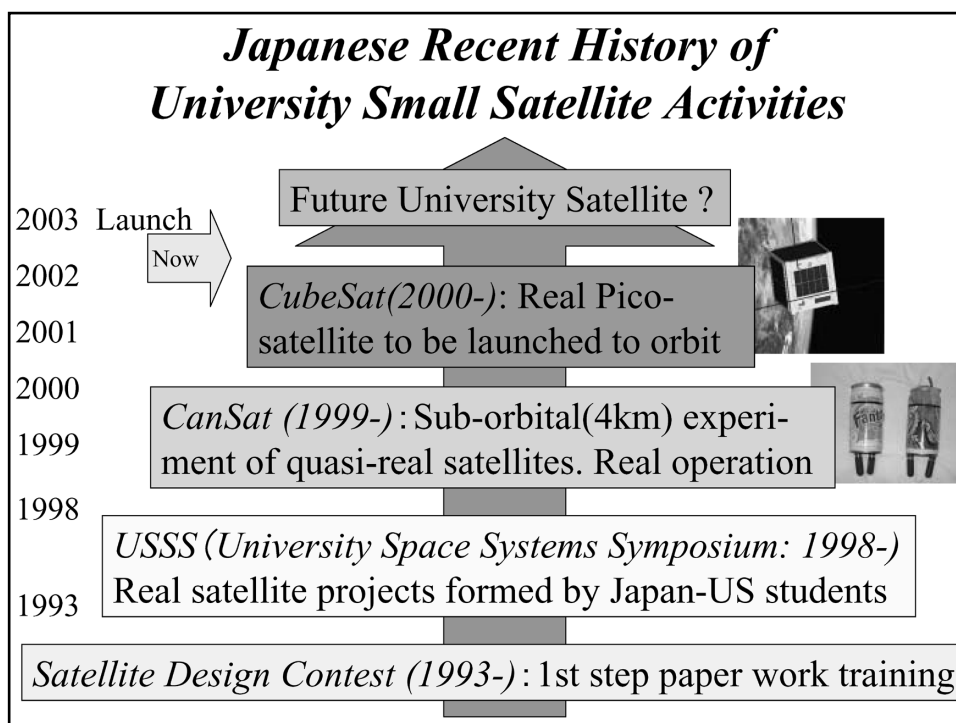 Japanese Recent History of
University Small Satellite Activities
Future University Satellite ?
2003 Launch
Now
2002
CubeSat(2000-): Real Pico-
satellite to be launched to orbit
2001
2000
CanSat (1999-): Sub-orbital(4km) experi-
ment of quasi-real satellites. Real operation
1999
1998
USSS（University Space Systems Symposium: 1998-)
Real satellite projects formed by Japan-US students
1993
Satellite Design Contest (1993-): 1st step paper work training